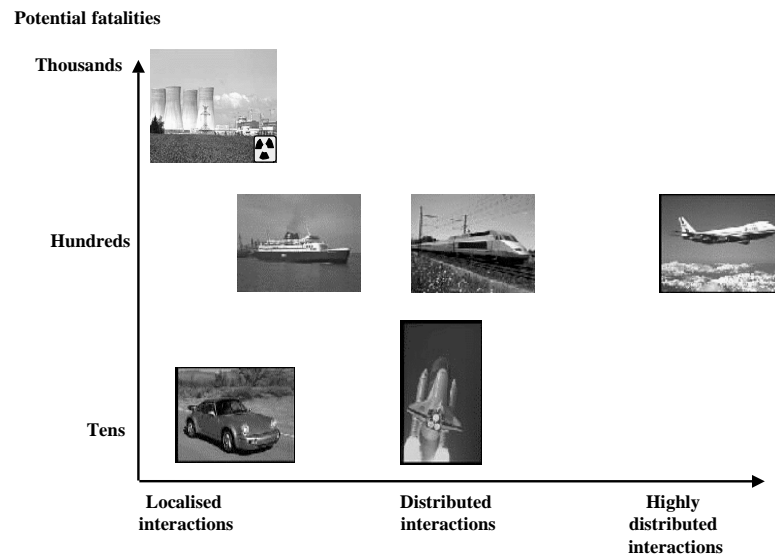 Potential fatalities
Thousands
Hundreds
Tens
Localised
interactions
Distributed
interactions
Highly
distributed
interactions